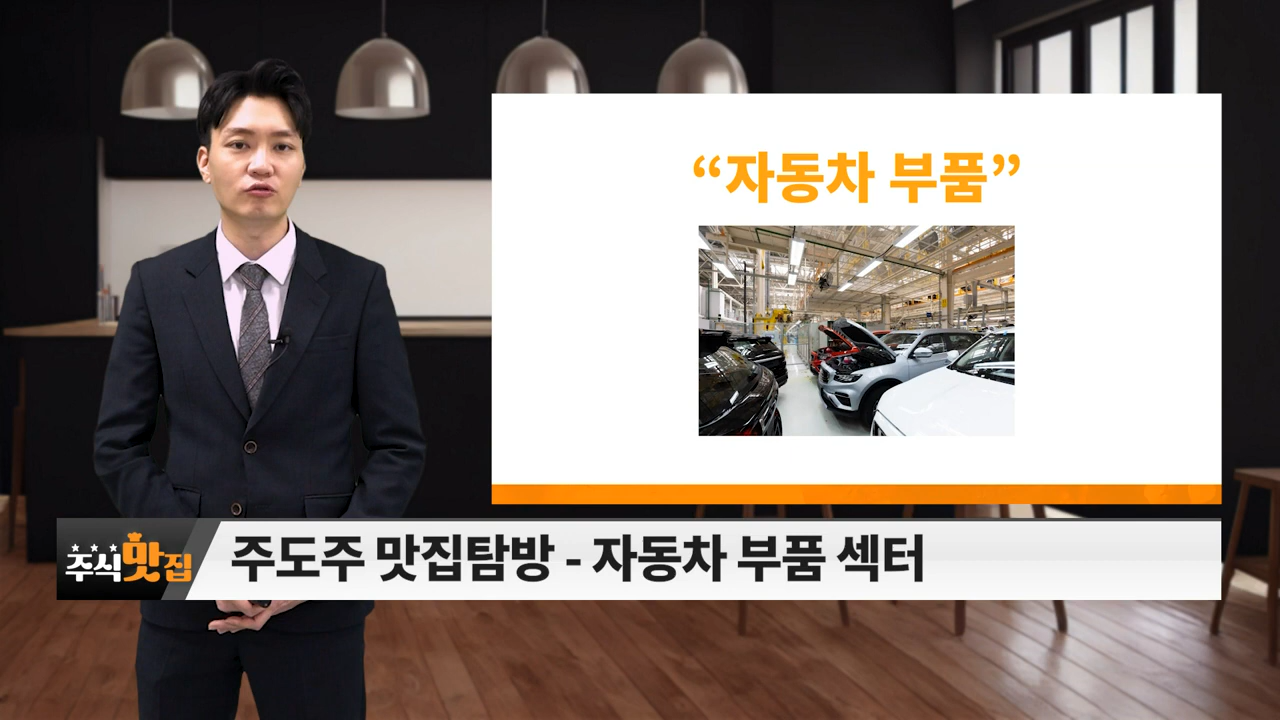 “자동차 부품”
주식맛집
주도주 맛집탐방 - 자동차 부품 섹터